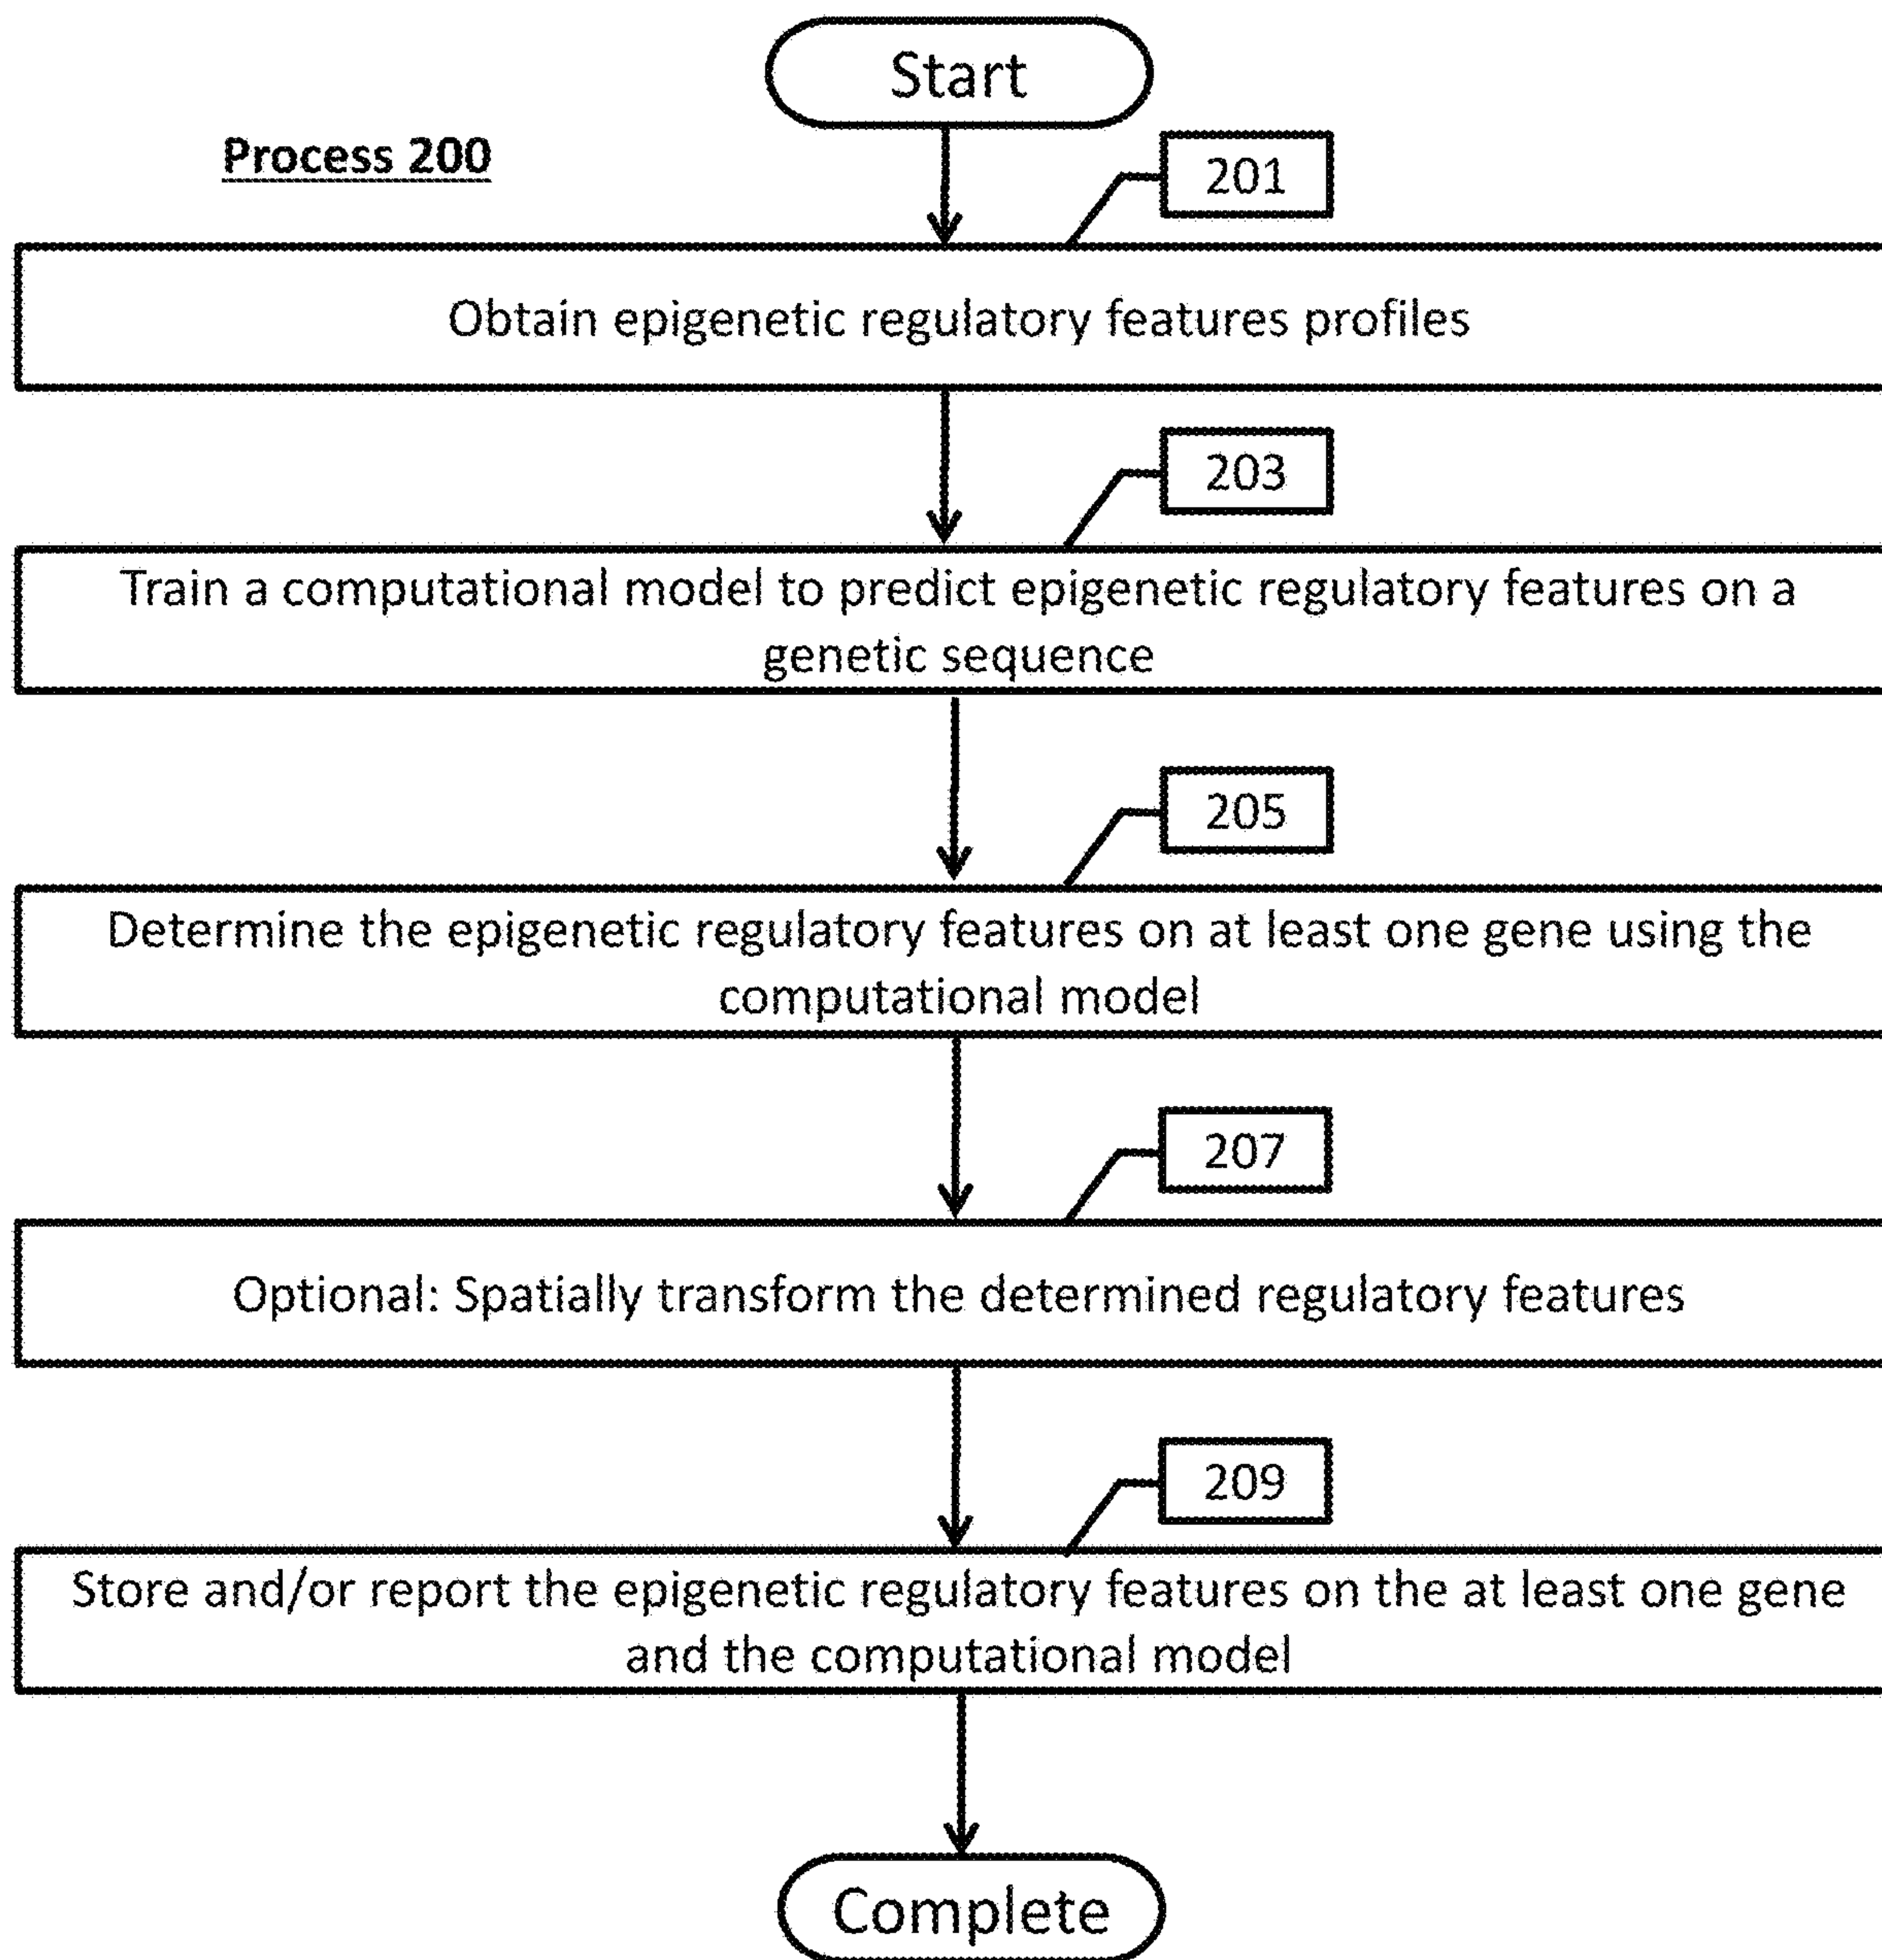 Start
Process 200
201
Obtain epigenetic regulatory features profiles
203
Train a computational model to predict epigenetic regulatory features on a
genetic sequence
205
Determine the epigenetic regulatory features on at least one gene using the
computational model
207
Optional: Spatially transform the determined regulatory features
209
Store and/or report the epigenetic regulatory features on the at least one gene
and the computational model
Complete